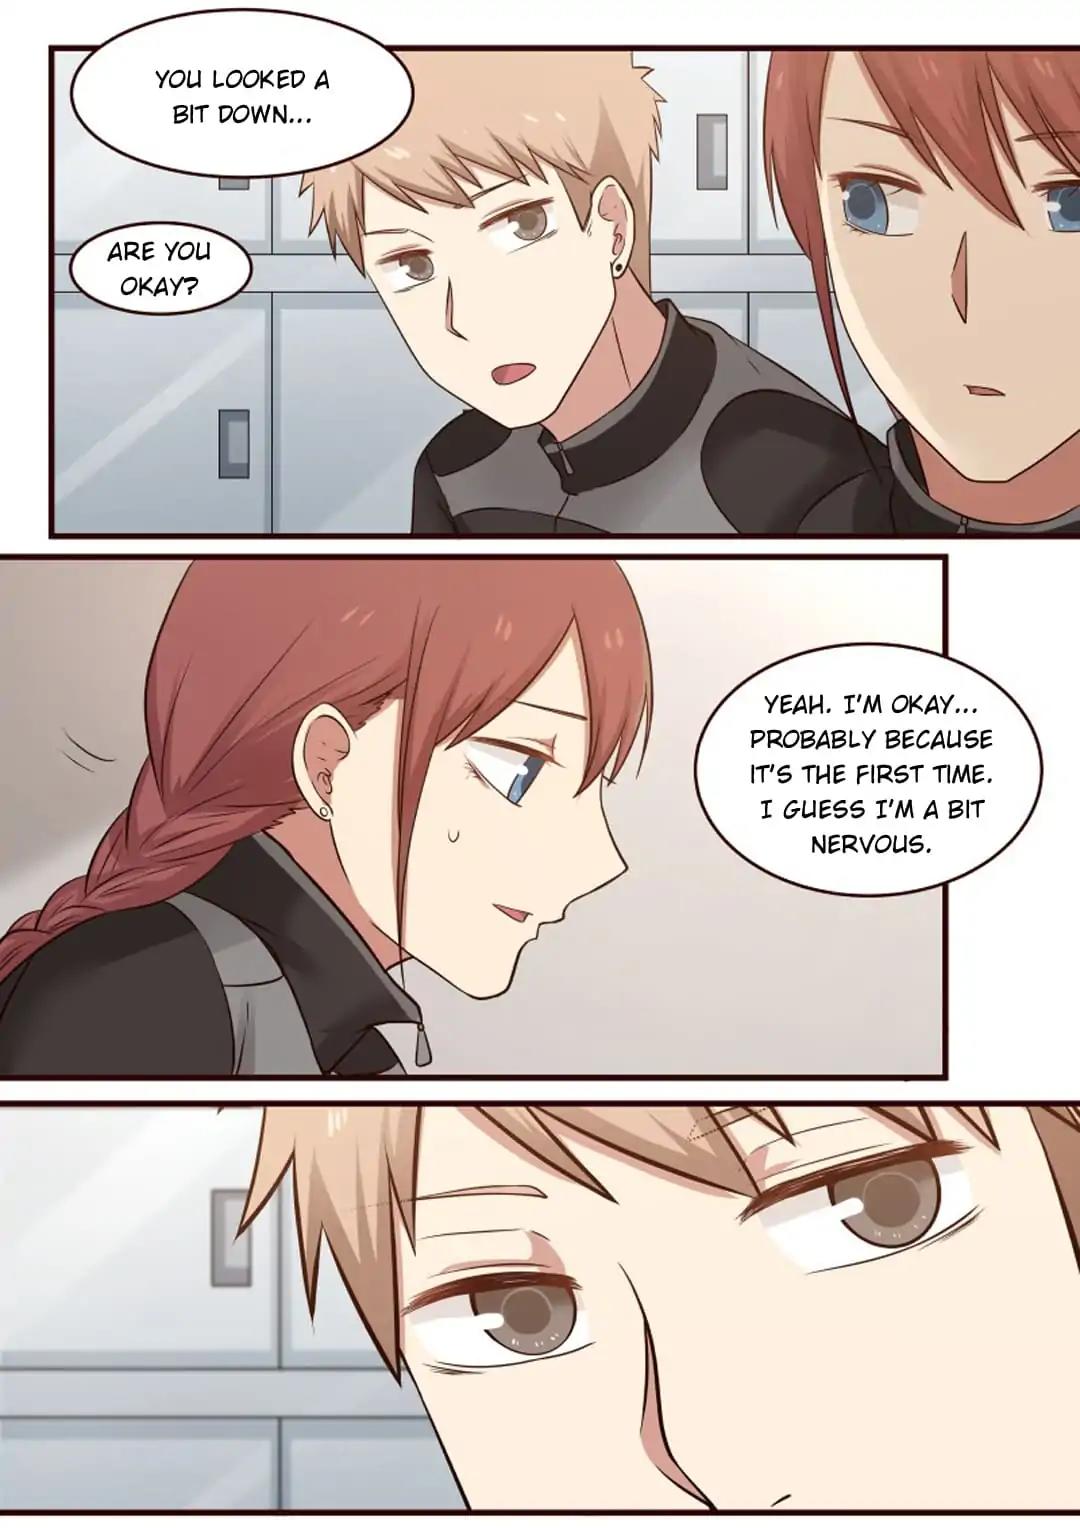 YOU LOOKED A
BIT DOWN...
ARE YOU
OKAY?
YEAH. I'M OKAY...
PROBABLY BECAUSE
IT'S THE FIRST TIME.
I GUESS I'M A BIT
NERVOUS.